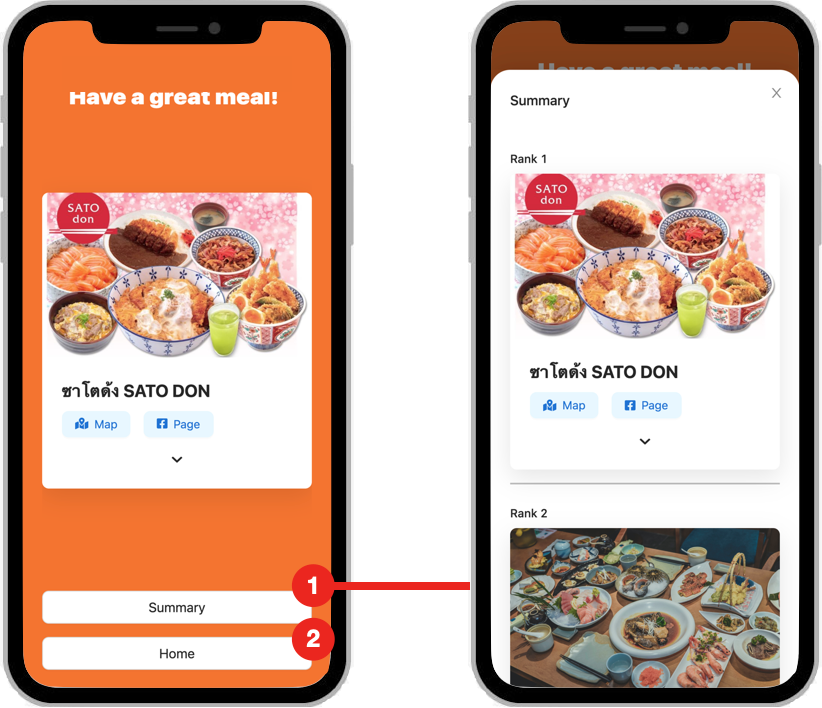 Have a great meal!
SATO
don
ซาโตด้ง SATO DON
Map
Page
Summary
Home
1
2
Have a great meal!
Summary
X
Rank 1
SATO
don
ซาโตด้ง SATO DON
Map
Page
Rank 2